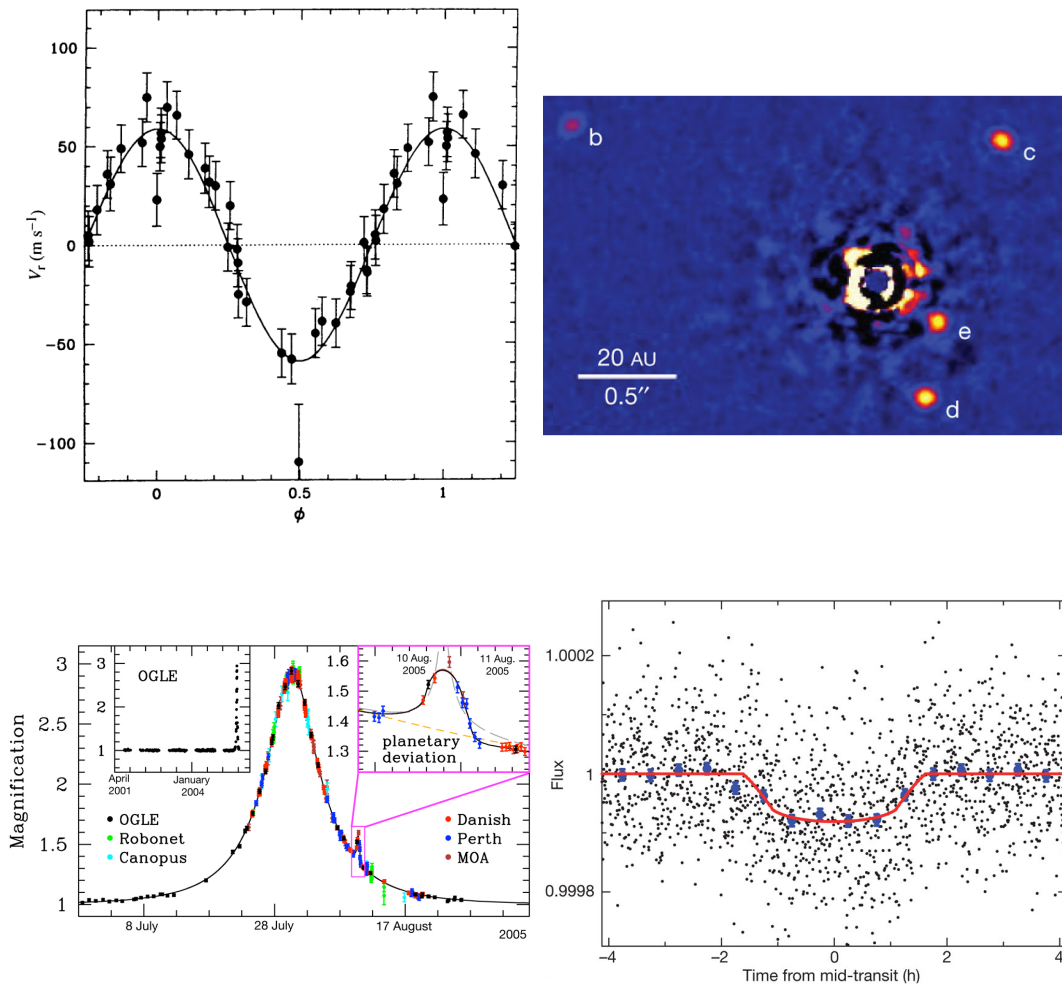 100
50
0
−50
−100
V_r (m s⁻¹)
0
0.5
1
ϕ
b
c
e
d
20 AU
0.5″
Magnification
3
2.5
2
1.5
1
OGLE
3
2
1
April
2001
January
2004
10 Aug.
2005
11 Aug.
2005
1.6
1.5
1.4
1.3
planetary
deviation
OGLE
Robonet
Canopus
Danish
Perth
MOA
8 July
28 July
17 August
2005
Flux
1.0002
1
0.9998
−4
−2
0
2
4
Time from mid-transit (h)